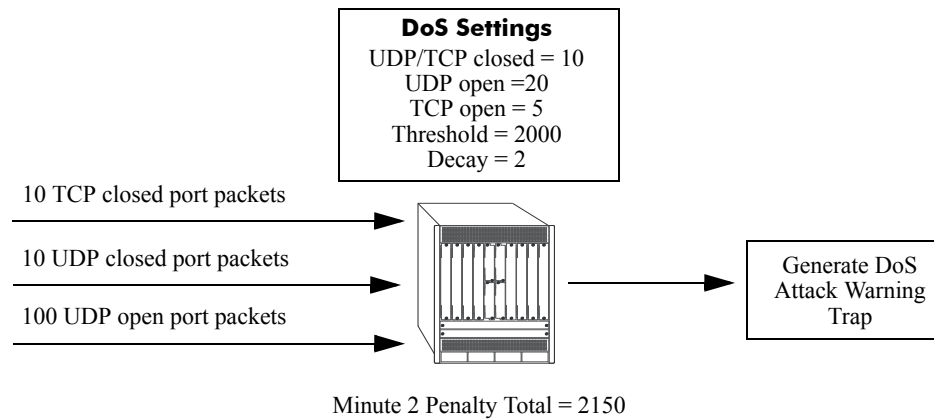 DoS Settings
UDP/TCP closed = 10
UDP open =20
TCP open = 5
Threshold = 2000
Decay = 2
10 TCP closed port packets
10 UDP closed port packets
100 UDP open port packets
Generate DoS
Attack Warning
Trap
Minute 2 Penalty Total = 2150